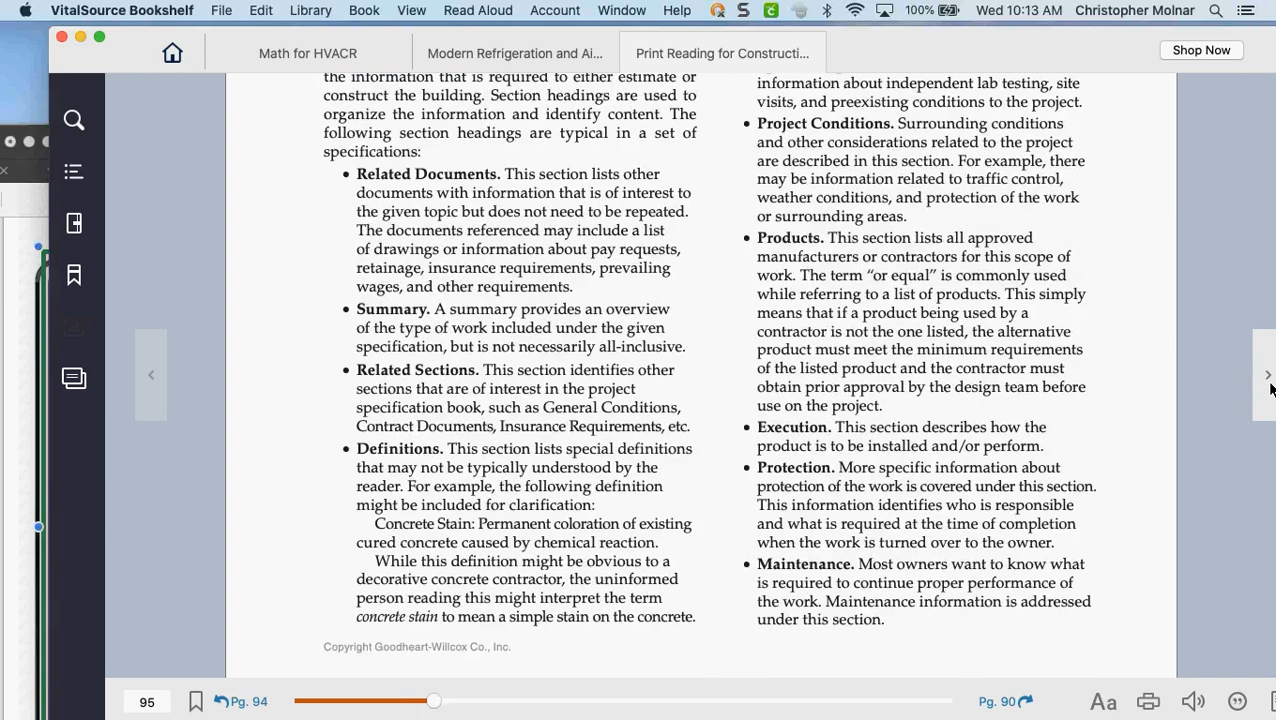 VitalSource Bookshelf File Edit Library Book View Read Aloud Account Window Help 100% Wed 10:13 AM Christopher Molnar
Math for HVACR Modern Refrigeration and Ai... Print Reading for Constructi... Shop Now
the information that is required to either estimate or
construct the building. Section headings are used to
organize the information and identify content. The
following section headings are typical in a set of
specifications:
• Related Documents. This section lists other
documents with information that is of interest to
the given topic but does not need to be repeated.
The documents referenced may include a list
of drawings or information about pay requests,
retainage, insurance requirements, prevailing
wages, and other requirements.
• Summary. A summary provides an overview
of the type of work included under the given
specification, but is not necessarily all-inclusive.
• Related Sections. This section identifies other
sections that are of interest in the project
specification book, such as General Conditions,
Contract Documents, Insurance Requirements, etc.
• Definitions. This section lists special definitions
that may not be typically understood by the
reader. For example, the following definition
might be included for clarification:
Concrete Stain: Permanent coloration of existing
cured concrete caused by chemical reaction.
While this definition might be obvious to a
decorative concrete contractor, the uninformed
person reading this might interpret the term
concrete stain to mean a simple stain on the concrete.
Copyright Goodheart-Willcox Co., Inc.
information about independent lab testing, site
visits, and preexisting conditions to the project.
• Project Conditions. Surrounding conditions
and other considerations related to the project
are described in this section. For example, there
may be information related to traffic control,
weather conditions, and protection of the work
or surrounding areas.
• Products. This section lists all approved
manufacturers or contractors for this scope of
work. The term “or equal” is commonly used
while referring to a list of products. This simply
means that if a product being used by a
contractor is not the one listed, the alternative
product must meet the minimum requirements
of the listed product and the contractor must
obtain prior approval by the design team before
use on the project.
• Execution. This section describes how the
product is to be installed and/or perform.
• Protection. More specific information about
protection of the work is covered under this section.
This information identifies who is responsible
and what is required at the time of completion
when the work is turned over to the owner.
• Maintenance. Most owners want to know what
is required to continue proper performance of
the work. Maintenance information is addressed
under this section.
95 Pg. 94 Pg. 90 Aa